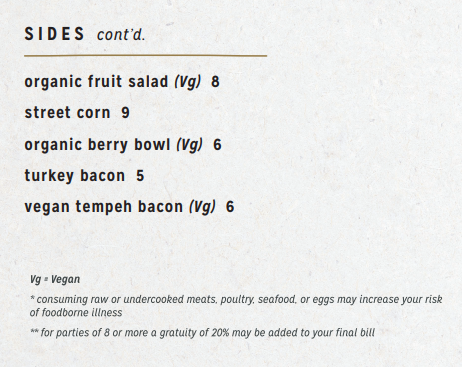 SIDES cont'd.
organic fruit salad (Vg) 8
street corn 9
organic berry bowl (Vg) 6
turkey bacon 5
vegan tempeh bacon (Vg) 6
Vg = Vegan
* consuming raw or undercooked meats, poultry, seafood, or eggs may increase your risk
of foodborne illness
** for parties of 8 or more a gratuity of 20% may be added to your final bill